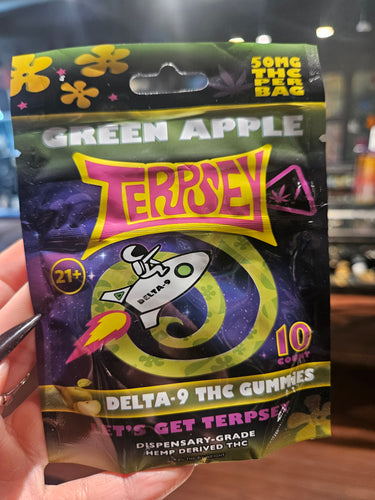 50MG
THC
PER
BAG
GREEN APPLE
TERPSEY
21+
DELTA-9
10
COUNT
DELTA-9 THC GUMMIES
LET'S GET TERPSEY
DISPENSARY-GRADE
HEMP DERIVED THC